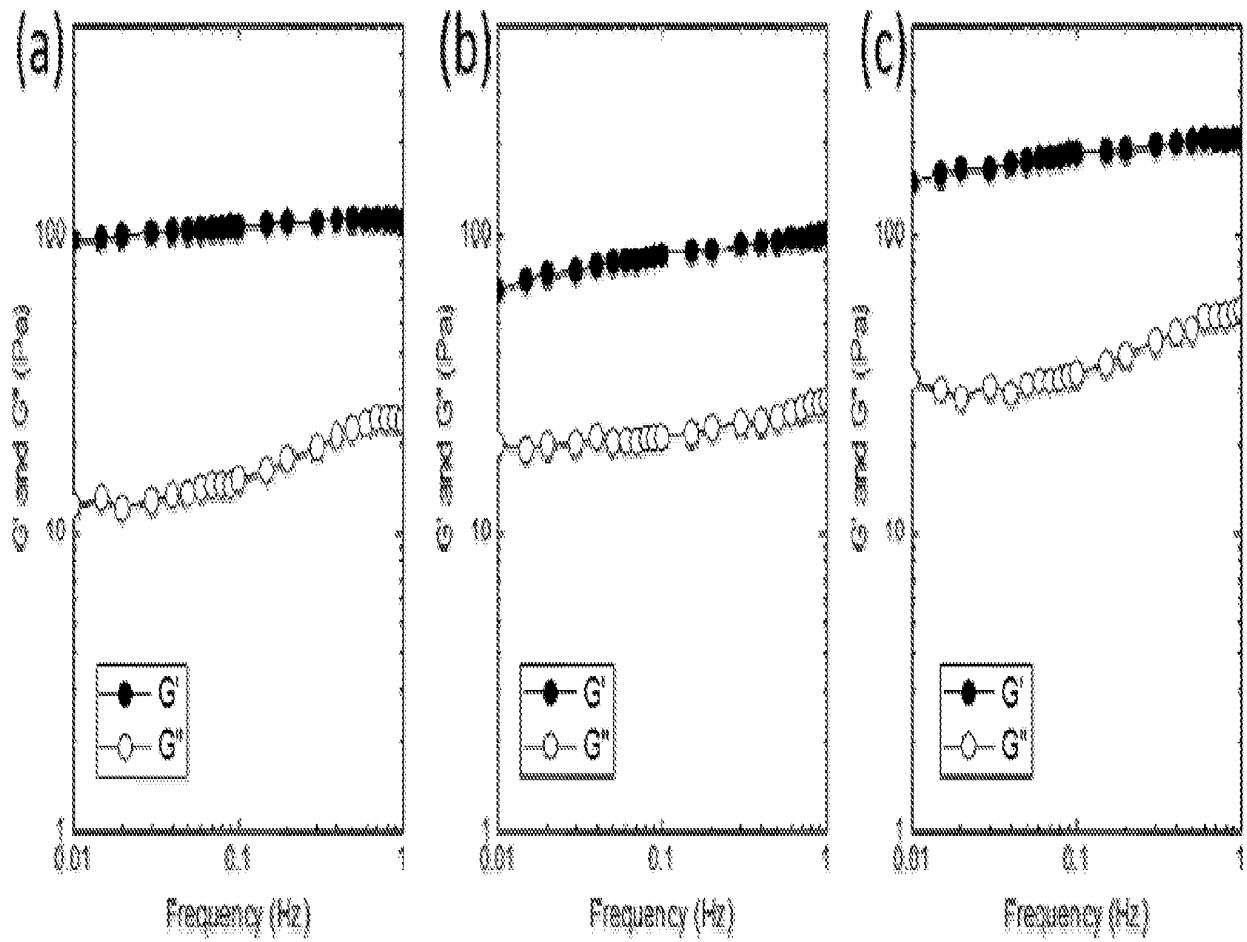 (a)
G' and G" (Pa)
100
10
1
G'
G"
0.01
0.1
1
Frequency (Hz)
(b)
G' and G" (Pa)
100
10
1
G'
G"
0.01
0.1
1
Frequency (Hz)
(c)
G' and G" (Pa)
100
10
1
G'
G"
0.01
0.1
1
Frequency (Hz)